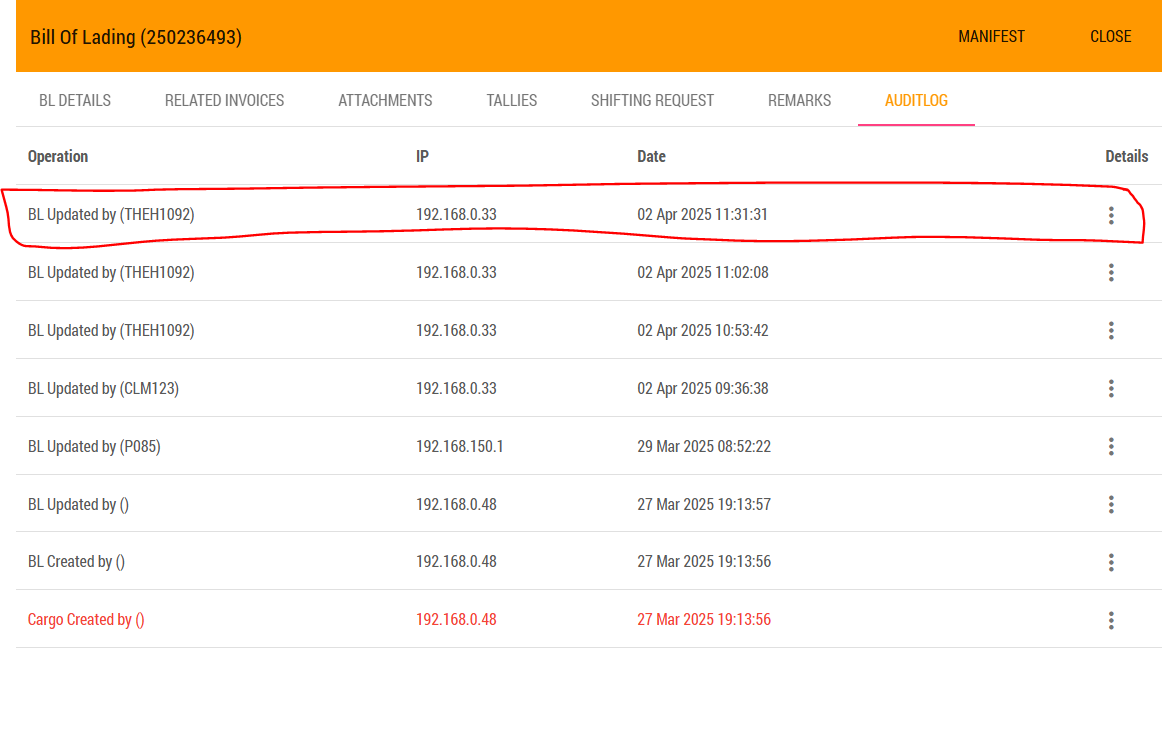 Bill Of Lading (250236493) MANIFEST CLOSE
BL DETAILS RELATED INVOICES ATTACHMENTS TALLIES SHIFTING REQUEST REMARKS AUDITLOG
Operation IP Date Details
BL Updated by (THEH1092) 192.168.0.33 02 Apr 2025 11:31:31
BL Updated by (THEH1092) 192.168.0.33 02 Apr 2025 11:02:08
BL Updated by (THEH1092) 192.168.0.33 02 Apr 2025 10:53:42
BL Updated by (CLM123) 192.168.0.33 02 Apr 2025 09:36:38
BL Updated by (P085) 192.168.150.1 29 Mar 2025 08:52:22
BL Updated by () 192.168.0.48 27 Mar 2025 19:13:57
BL Created by () 192.168.0.48 27 Mar 2025 19:13:56
Cargo Created by () 192.168.0.48 27 Mar 2025 19:13:56